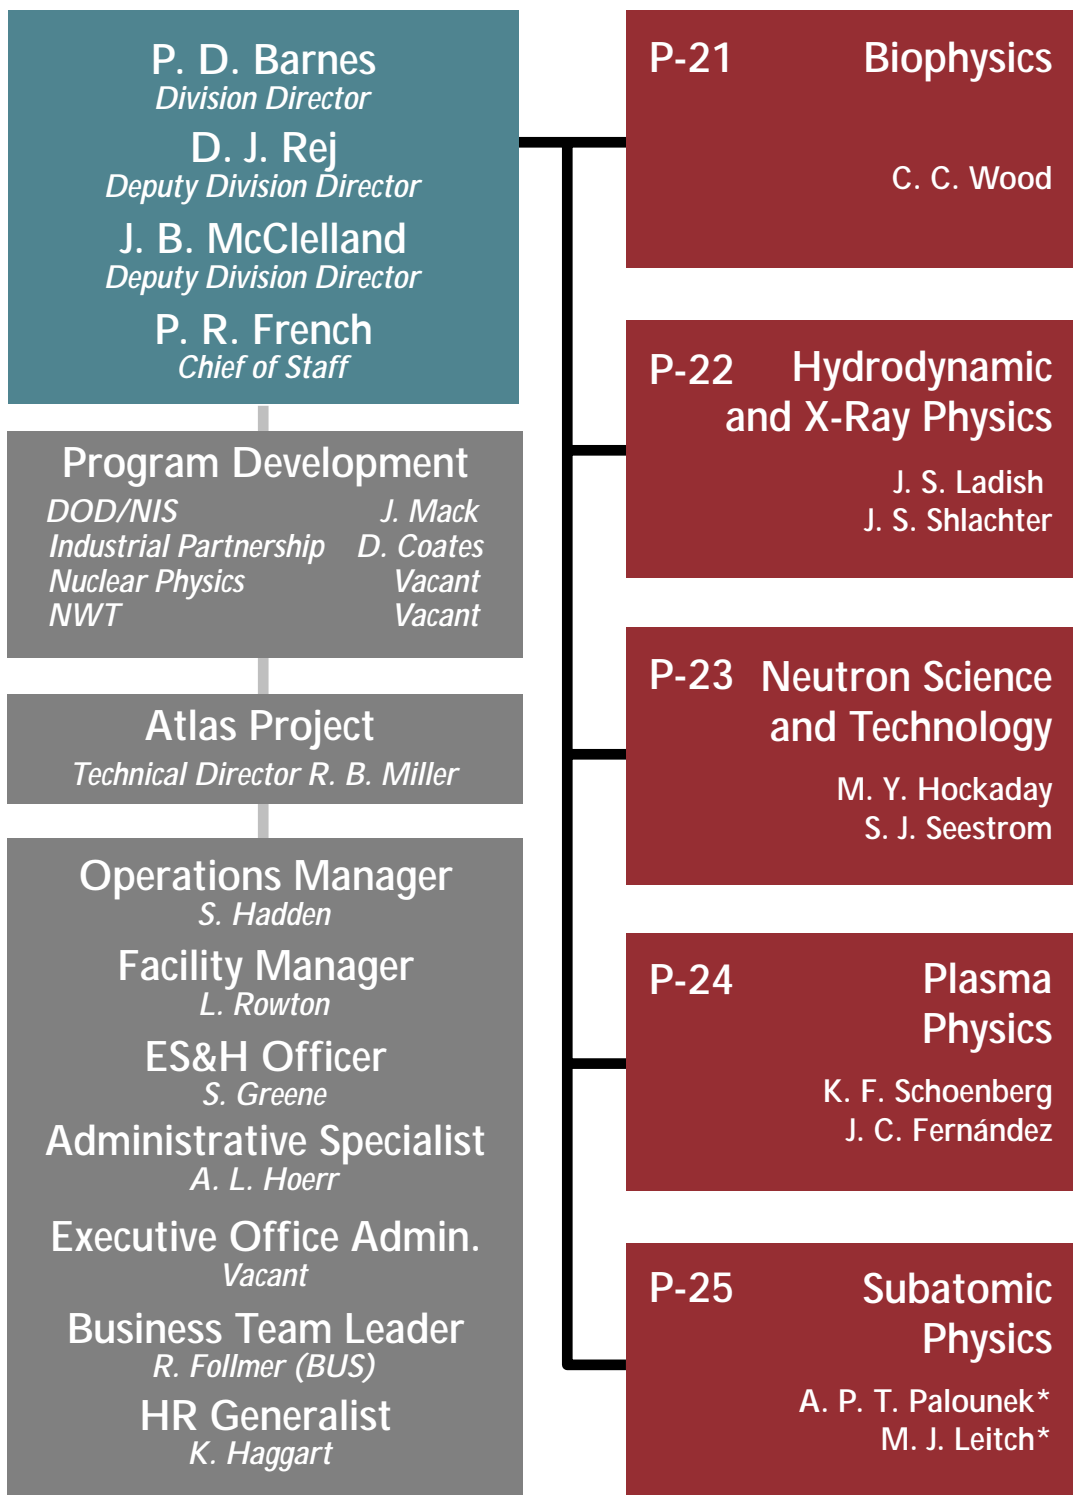 P. D. Barnes
Division Director
D. J. Rej
Deputy Division Director
J. B. McClelland
Deputy Division Director
P. R. French
Chief of Staff
Program Development
DOD/NIS J. Mack
Industrial Partnership D. Coates
Nuclear Physics Vacant
NWT Vacant
Atlas Project
Technical Director R. B. Miller
Operations Manager
S. Hadden
Facility Manager
L. Rowton
ES&H Officer
S. Greene
Administrative Specialist
A. L. Hoerr
Executive Office Admin.
Vacant
Business Team Leader
R. Follmer (BUS)
HR Generalist
K. Haggart
P-21 Biophysics
C. C. Wood
P-22 Hydrodynamic
and X-Ray Physics
J. S. Ladish
J. S. Shlachter
P-23 Neutron Science
and Technology
M. Y. Hockaday
S. J. Seestrom
P-24 Plasma
Physics
K. F. Schoenberg
J. C. Fernández
P-25 Subatomic
Physics
A. P. T. Palounek*
M. J. Leitch*